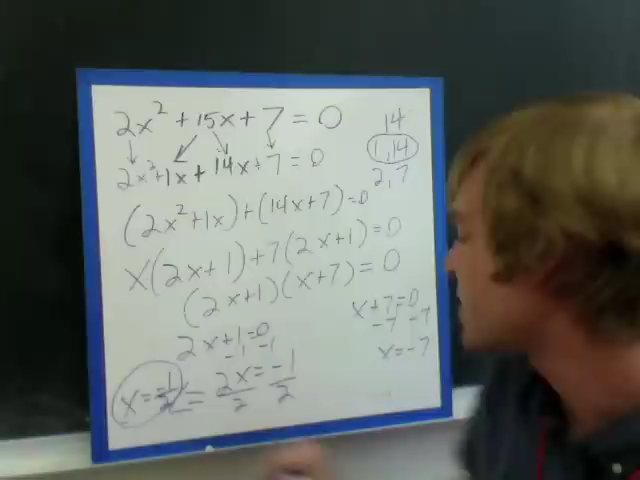 2x² + 15x + 7 = 0
2x² + 1x + 14x + 7 = 0
(2x² + 1x) + (14x + 7) = 0
x(2x + 1) + 7(2x + 1) = 0
(2x + 1)(x + 7) = 0
2x + 1 = 0
-1 -1
2x = -1
2 2
x = -1/2 =
14
1, 14
2, 7
x + 7 = 0
-7 -7
x = -7